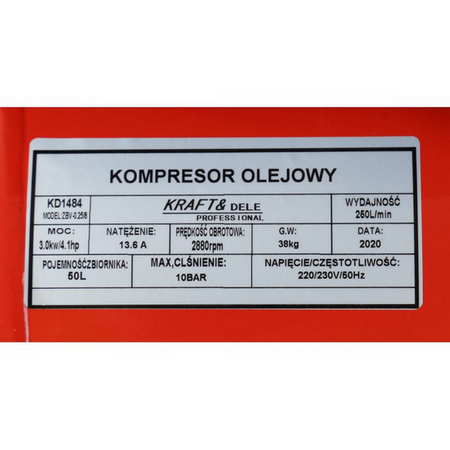 KOMPRESOR OLEJOWY
KD1484
MODEL:ZBV-0.25/8
KRAFT& DELE
PROFESSIONAL
WYDAJNOŚĆ
250L/min
MOC:
3.0kw/4.1hp
NATĘŻENIE:
13.6 A
PRĘDKOŚĆ OBROTOWA:
2880rpm
G.W:
38kg
DATA:
2020
POJEMNOŚĆZBIORNIKA:
50L
MAX,CLŚNIENIE:
10BAR
NAPIĘCIE/CZĘSTOTLIWOŚĆ:
220/230V/50Hz